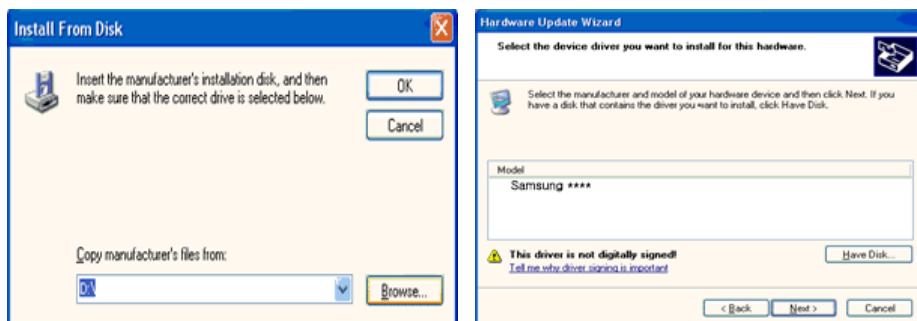 Install From Disk
Insert the manufacturer's installation disk, and then
make sure that the correct drive is selected below.
OK
Cancel
Copy manufacturer's files from:
D:\
Browse...
Hardware Update Wizard
Select the device driver you want to install for this hardware.
Select the manufacturer and model of your hardware device and then click Next. If you
have a disk that contains the driver you want to install, click Have Disk.
Model
Samsung ****
This driver is not digitally signed!
Tell me why driver signing is important
Have Disk...
< Back
Next >
Cancel